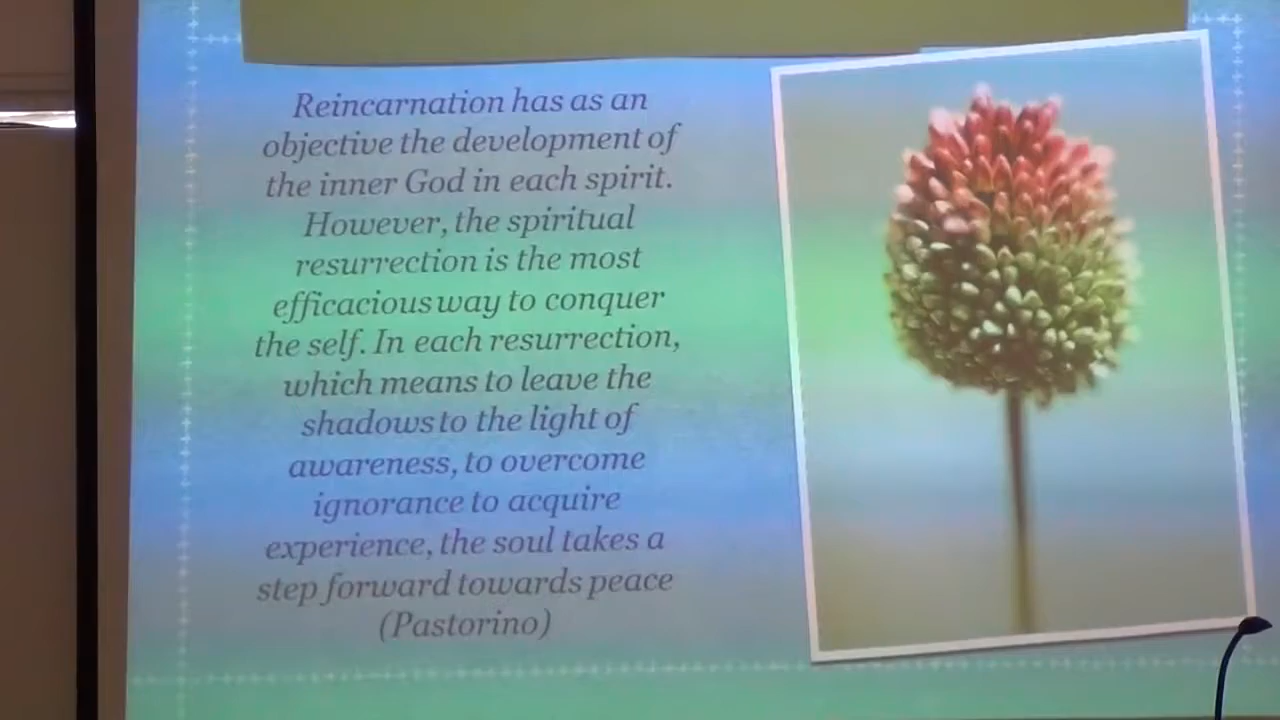 Reincarnation has as an
objective the development of
the inner God in each spirit.
However, the spiritual
resurrection is the most
efficacious way to conquer
the self. In each resurrection,
which means to leave the
shadows to the light of
awareness, to overcome
ignorance to acquire
experience, the soul takes a
step forward towards peace
(Pastorino)